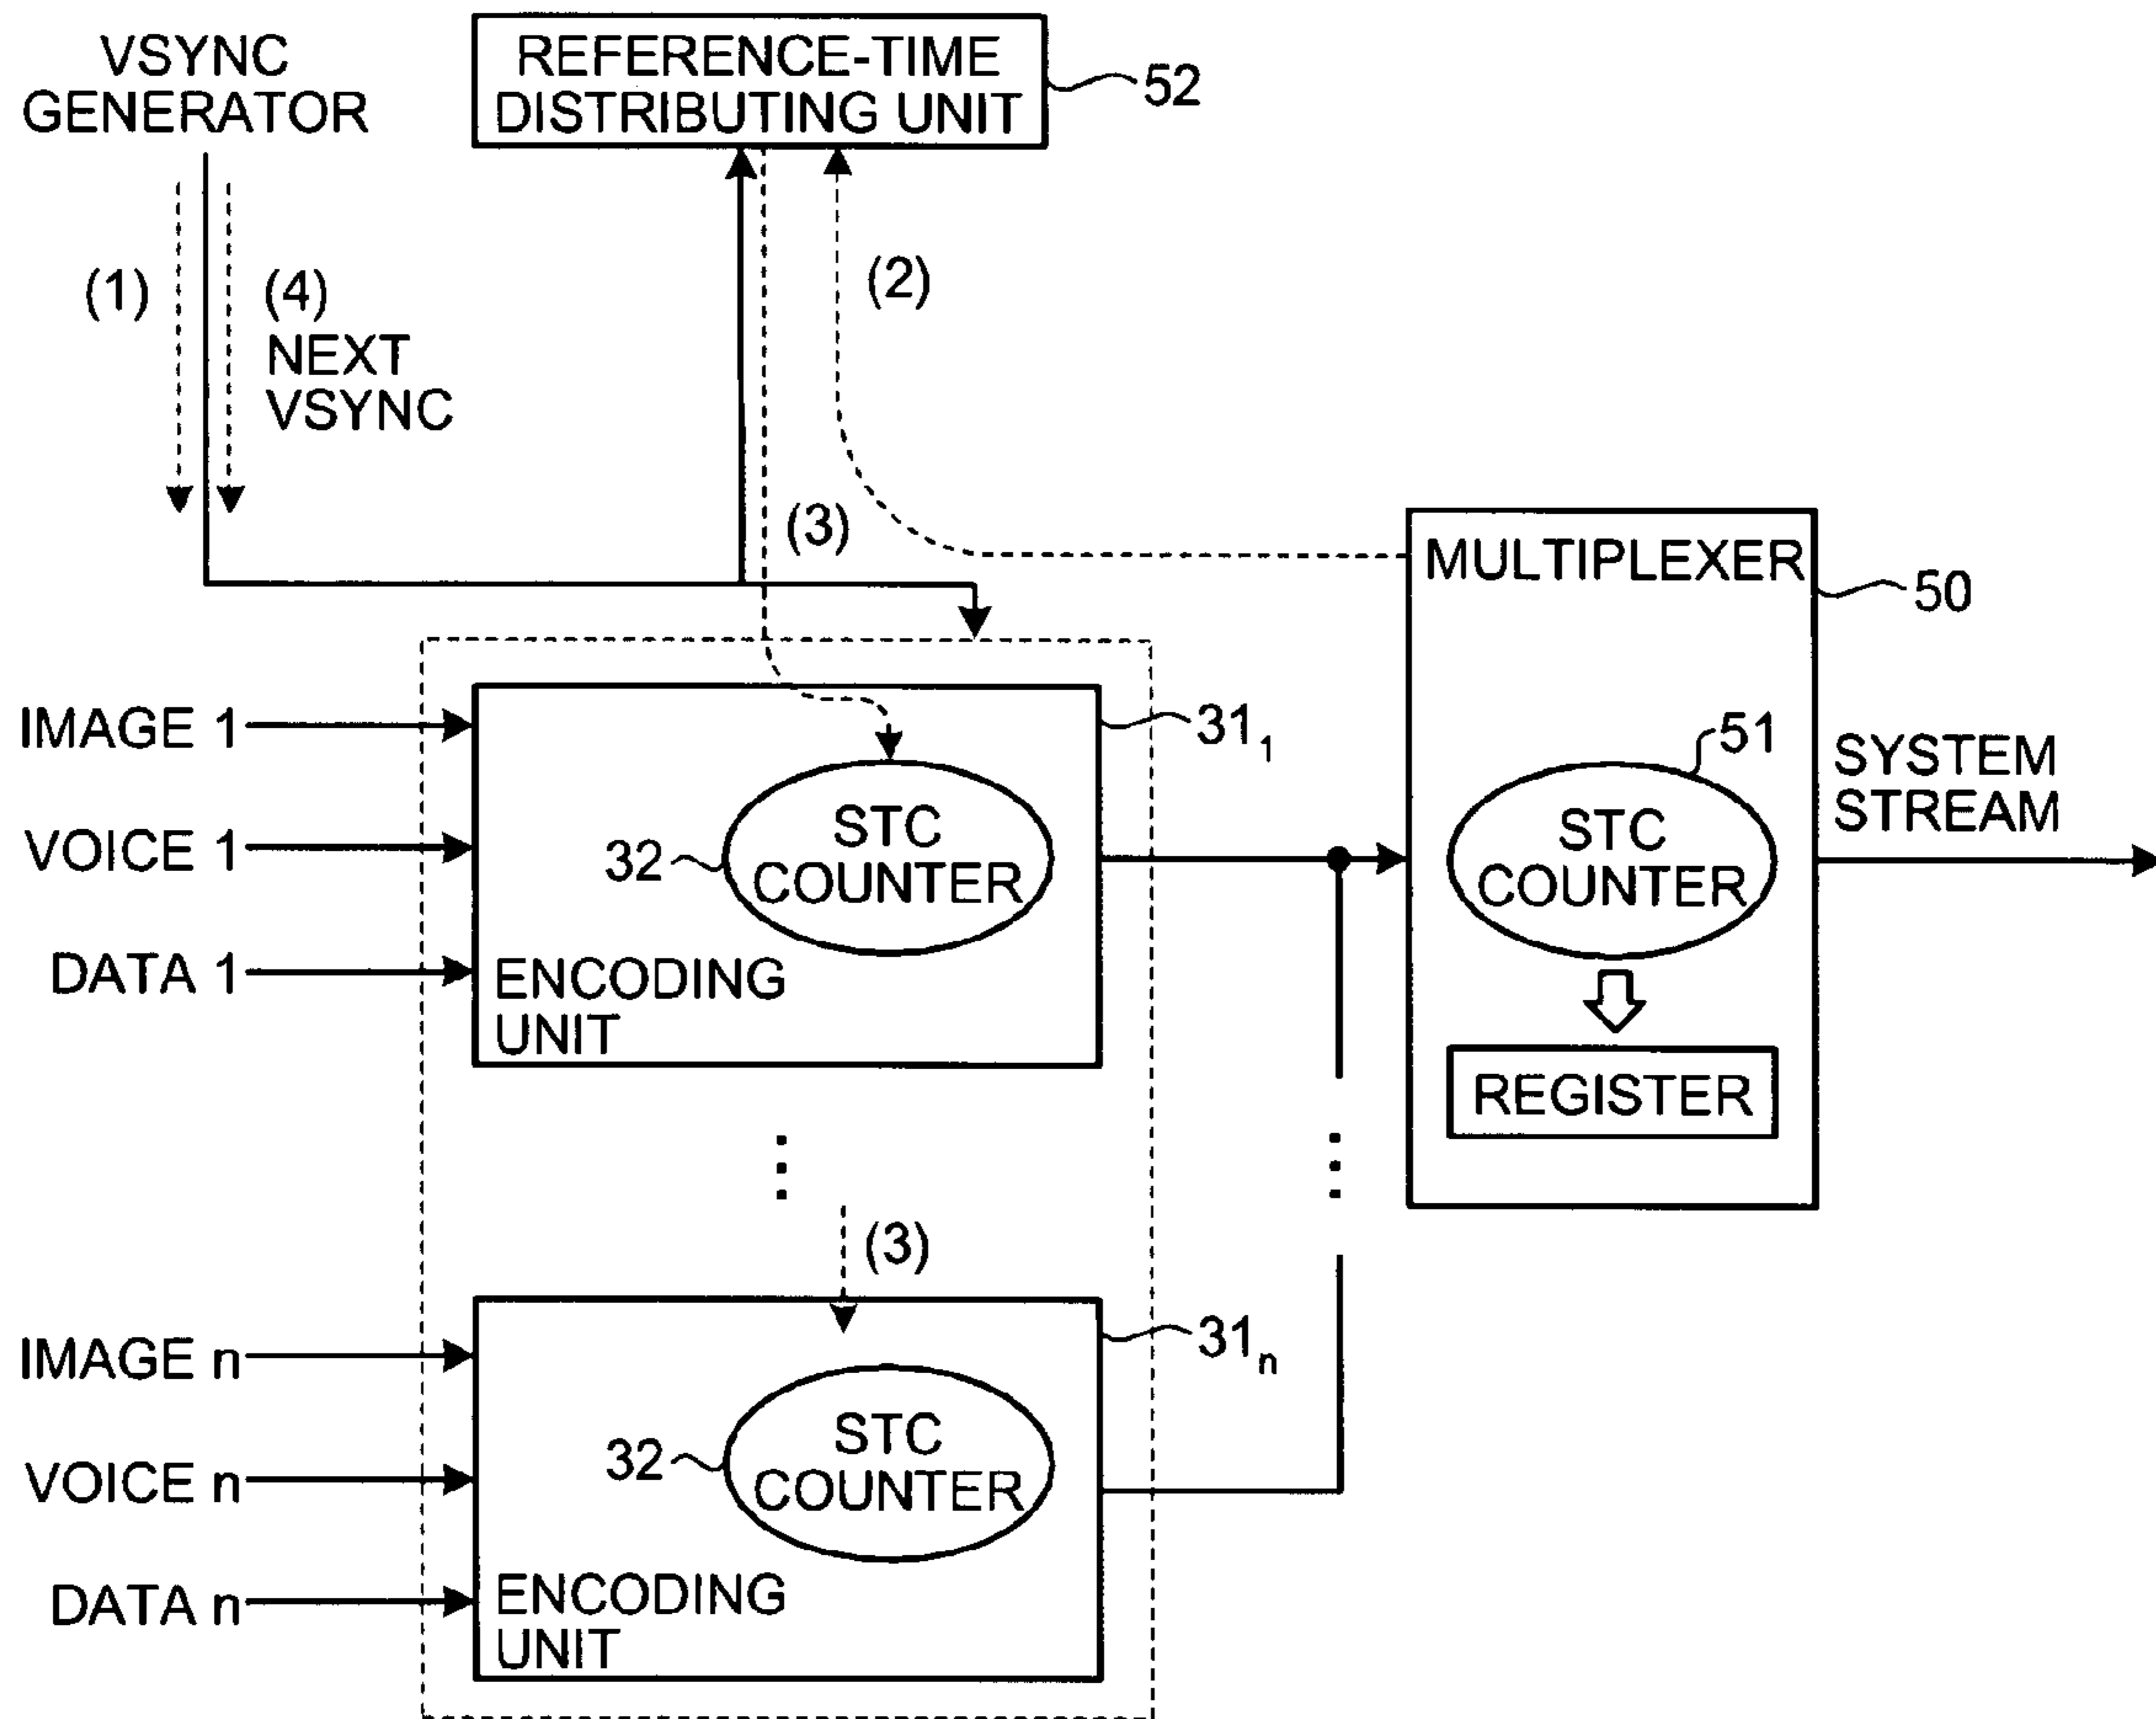 VSYNC
GENERATOR
REFERENCE-TIME
DISTRIBUTING UNIT
52
(1)
(4)
NEXT
VSYNC
(2)
(3)
MULTIPLEXER
50
IMAGE 1
VOICE 1
DATA 1
31₁
32
STC
COUNTER
ENCODING
UNIT
51
STC
COUNTER
REGISTER
SYSTEM
STREAM
(3)
IMAGE n
VOICE n
DATA n
31ₙ
32
STC
COUNTER
ENCODING
UNIT